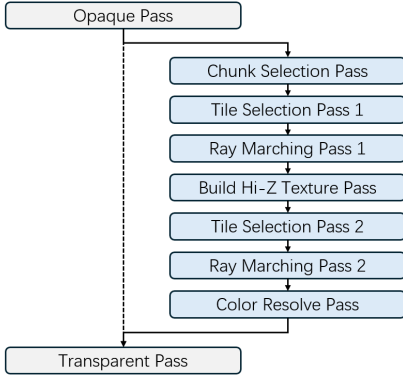 Opaque Pass
Chunk Selection Pass
Tile Selection Pass 1
Ray Marching Pass 1
Build Hi-Z Texture Pass
Tile Selection Pass 2
Ray Marching Pass 2
Color Resolve Pass
Transparent Pass